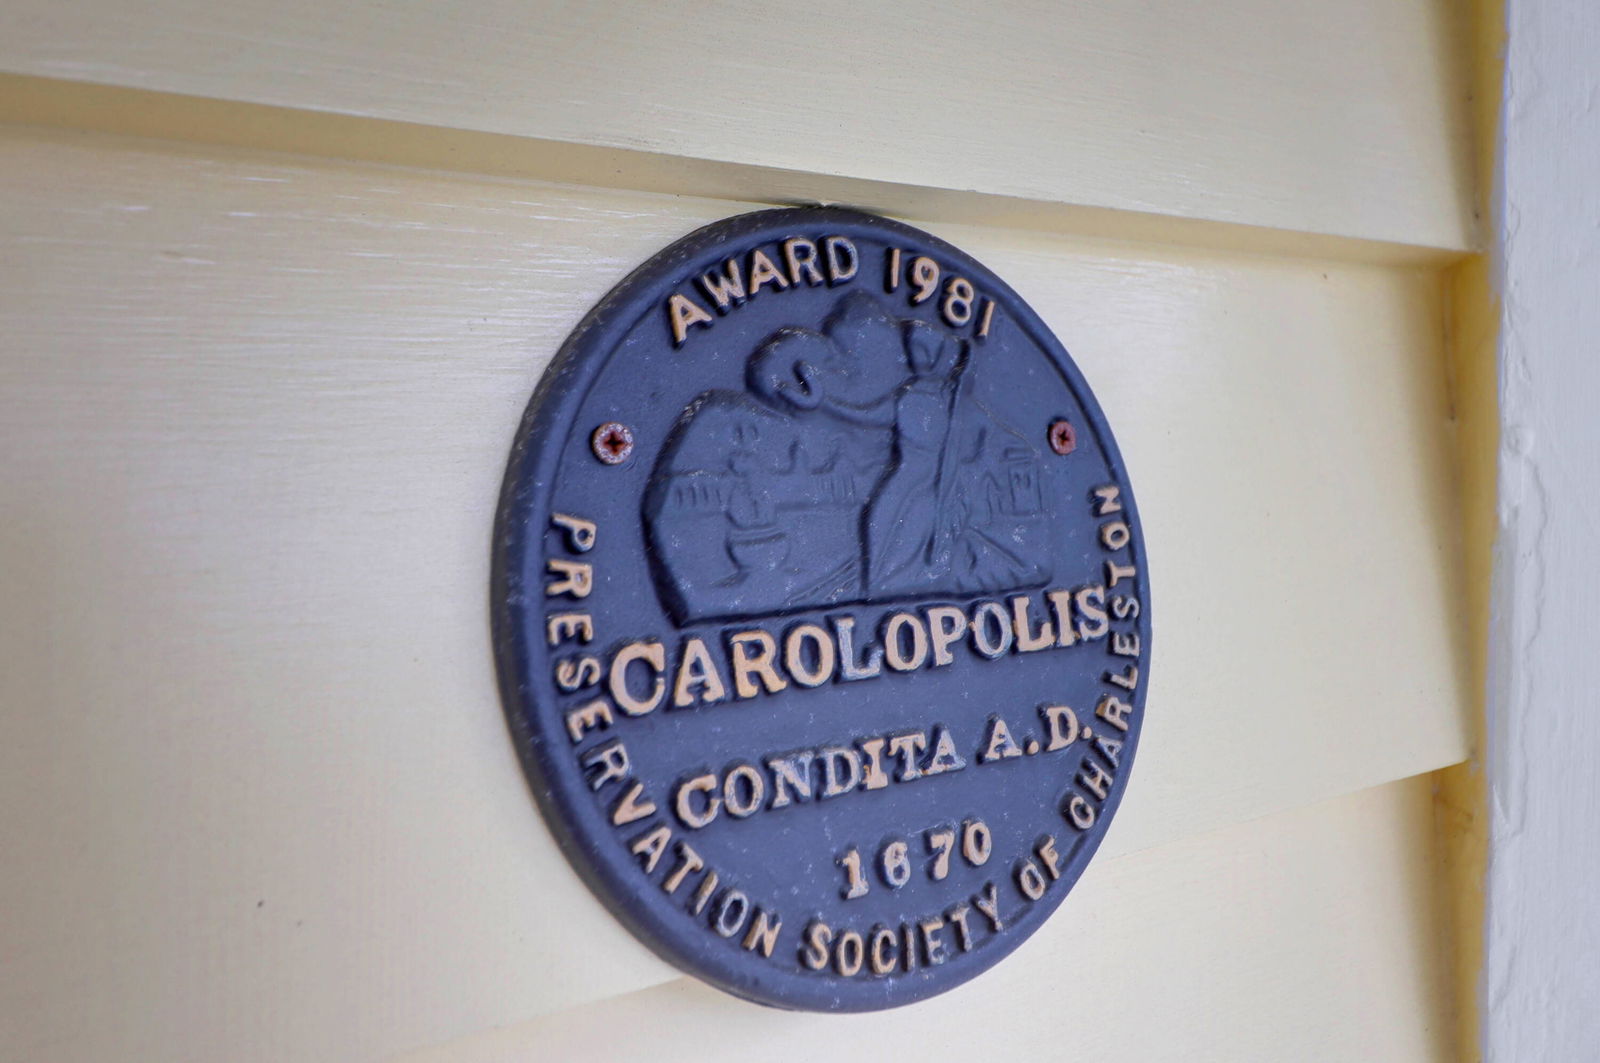 AWARD 1981
CAROLOPOLIS
CONDITA A.D.
1670
PRESERVATION SOCIETY OF CHARLESTON